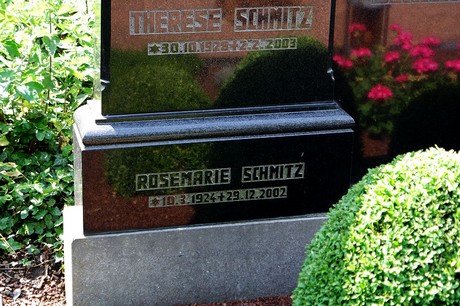 THERESE SCHMITZ
*30.10.1928+2.2.2003
ROSEMARIE SCHMITZ
*10.3.1924+29.12.2002